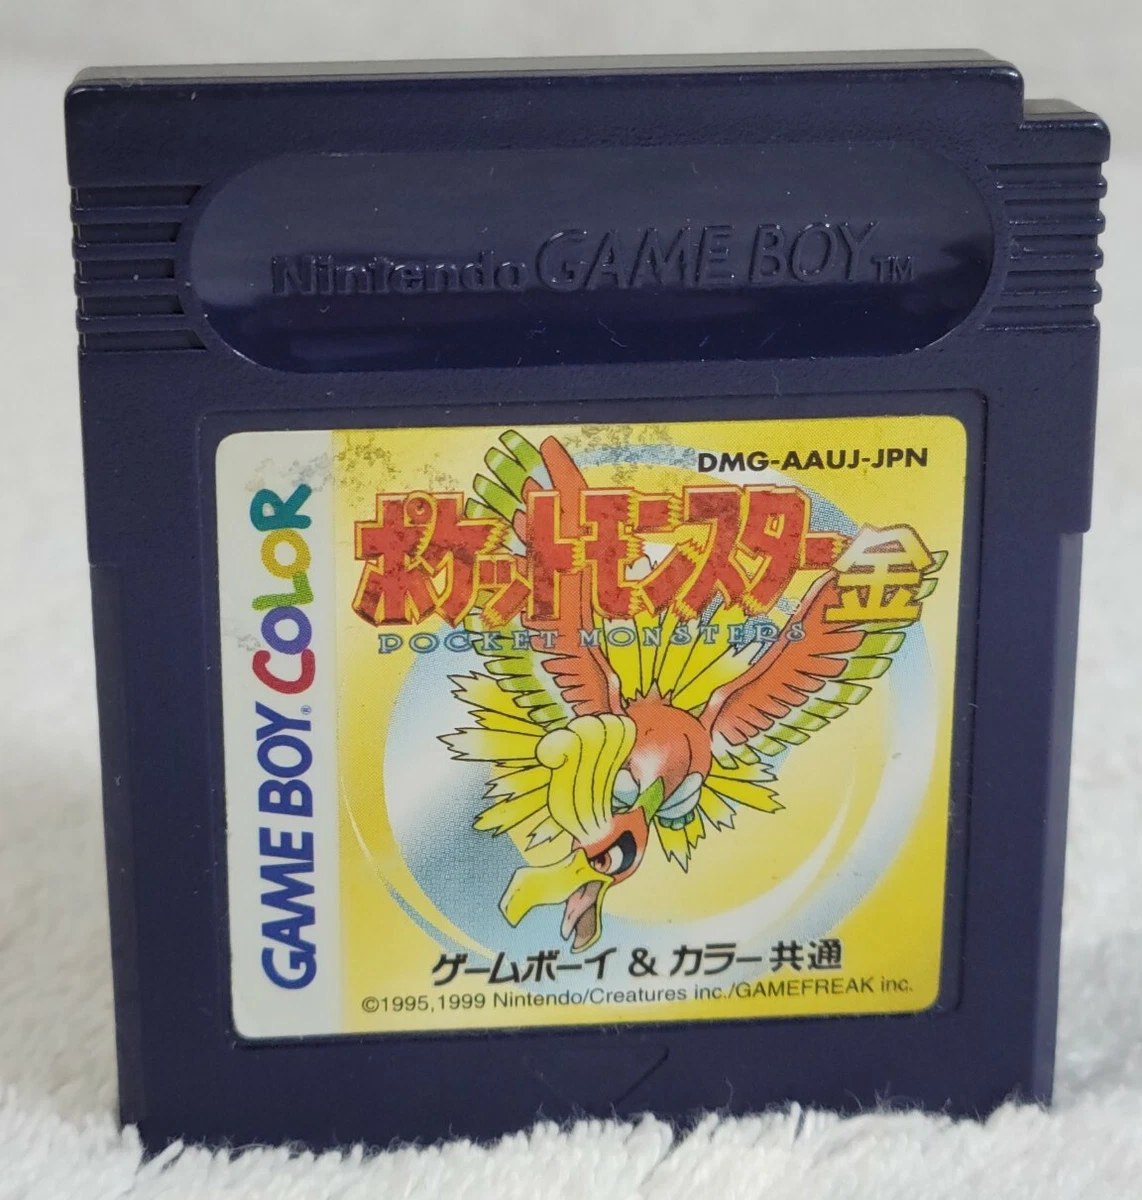 Nintendo GAME BOY TM
DMG-AAUJ-JPN
ポケットモンスター 金
POCKET MONSTERS
GAME BOY® COLOR
ゲームボーイ & カラー共通
©1995,1999 Nintendo/Creatures inc./GAMEFREAK inc.